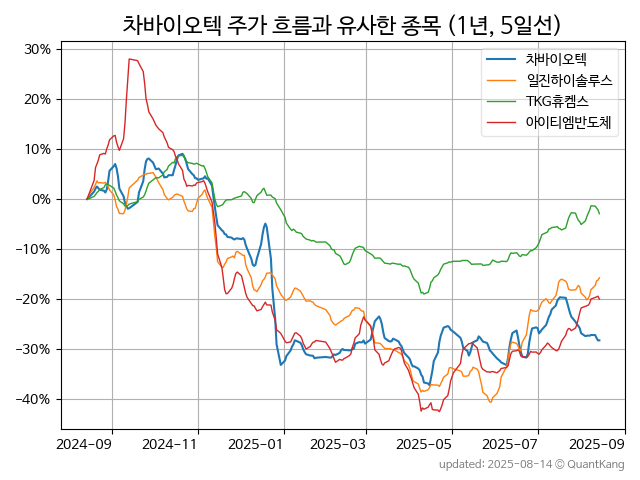 차바이오텍 주가 흐름과 유사한 종목 (1년, 5일선)
30%
20%
10%
0%
−10%
−20%
−30%
−40%
차바이오텍
일진하이솔루스
TKG휴켐스
아이티엠반도체
2024-09
2024-11
2025-01
2025-03
2025-05
2025-07
2025-09
updated: 2025-08-14 © QuantKang